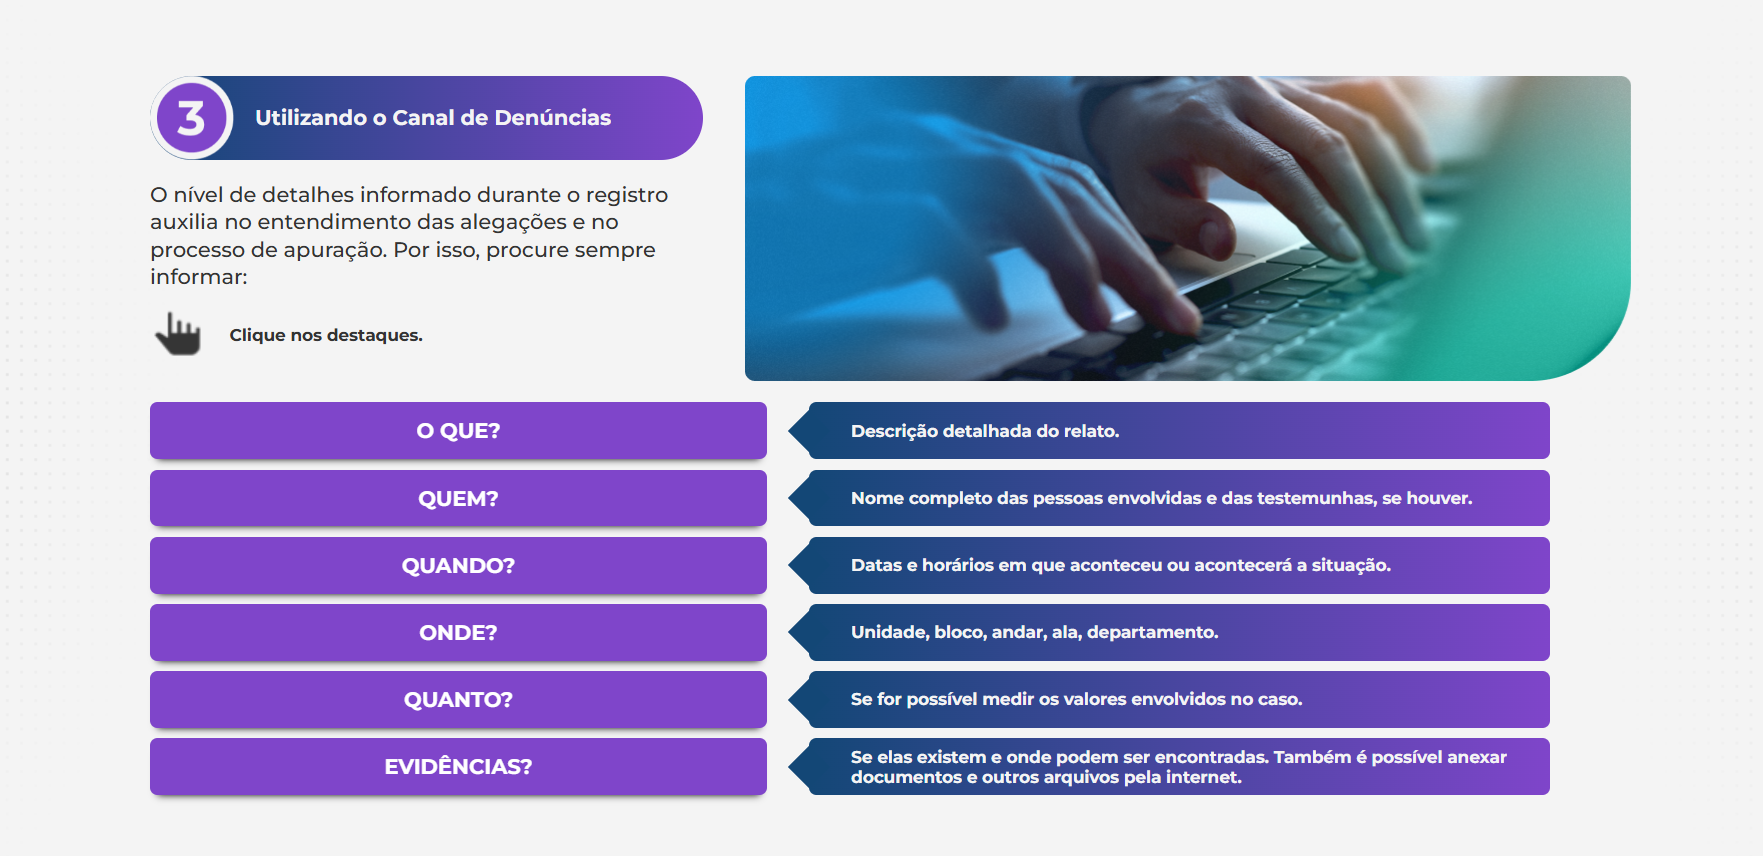 3
Utilizando o Canal de Denúncias
O nível de detalhes informado durante o registro
auxilia no entendimento das alegações e no
processo de apuração. Por isso, procure sempre
informar:
Clique nos destaques.
O QUE?
Descrição detalhada do relato.
QUEM?
Nome completo das pessoas envolvidas e das testemunhas, se houver.
QUANDO?
Datas e horários em que aconteceu ou acontecerá a situação.
ONDE?
Unidade, bloco, andar, ala, departamento.
QUANTO?
Se for possível medir os valores envolvidos no caso.
EVIDÊNCIAS?
Se elas existem e onde podem ser encontradas. Também é possível anexar
documentos e outros arquivos pela internet.